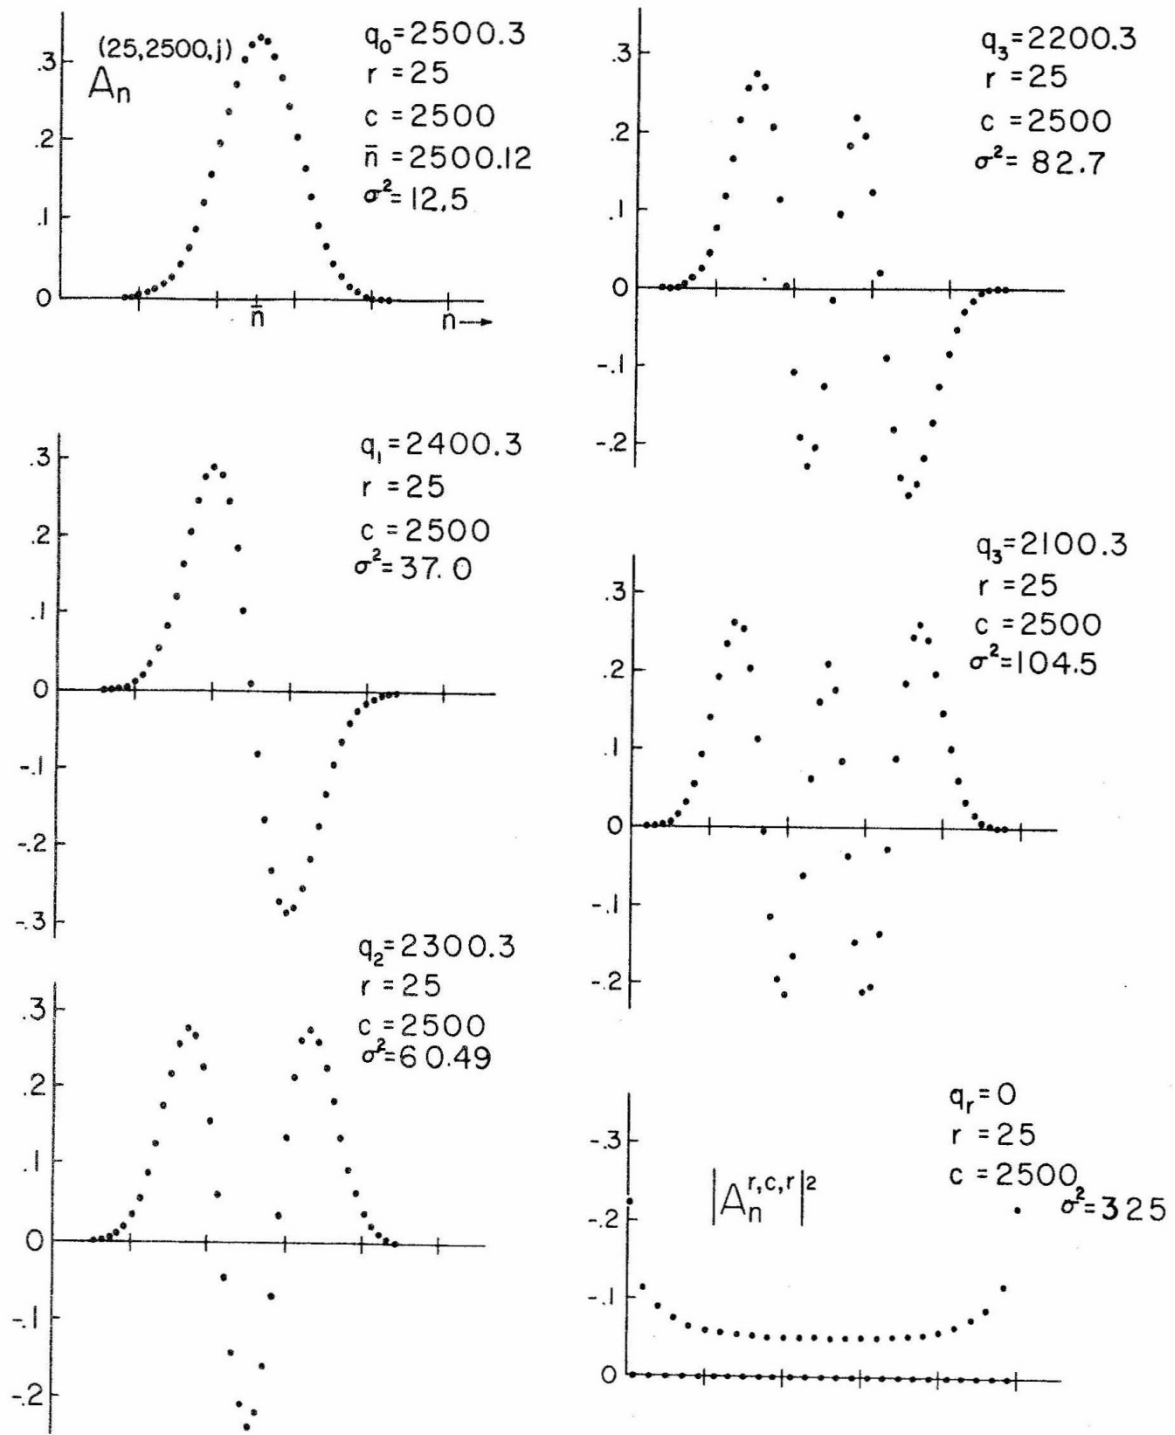 (25,2500,j)
Aₙ
q₀=2500.3
r =25
c =2500
n̄ =2500.12
σ²=12.5
.3
.2
.1
0
n̄
n→
q₁=2400.3
r =25
c =2500
σ²=37.0
.3
.2
.1
0
-.1
-.2
-.3
q₂=2300.3
r =25
c =2500
σ²=60.49
.3
.2
.1
0
-.1
-.2
q₃=2200.3
r =25
c =2500
σ²=82.7
.3
.2
.1
0
-.1
-.2
q₃=2100.3
r =25
c =2500
σ²=104.5
.3
.2
.1
0
-.1
-.2
qᵣ=0
r =25
c =2500
σ²=325
|Aₙ^r,c,r|²
-.3
-.2
-.1
0